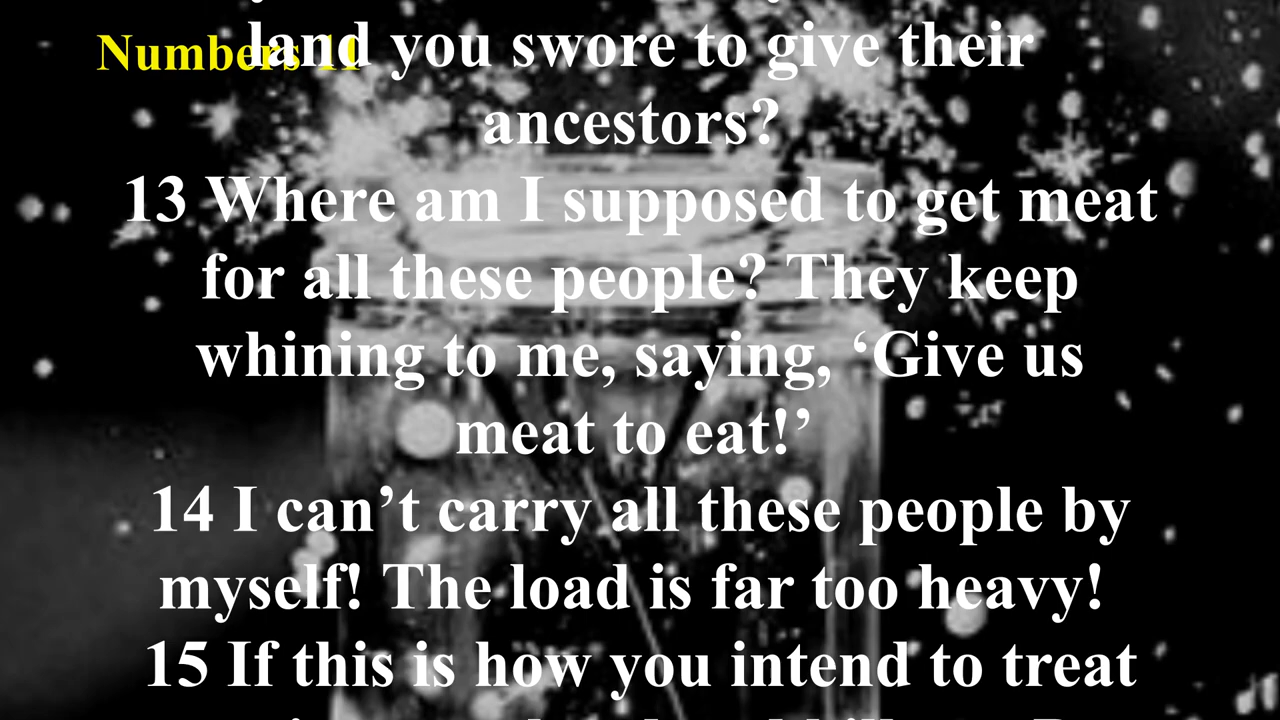 Numbers 11
land you swore to give their
ancestors?
13 Where am I supposed to get meat
for all these people? They keep
whining to me, saying, ‘Give us
meat to eat!’
14 I can’t carry all these people by
myself! The load is far too heavy!
15 If this is how you intend to treat